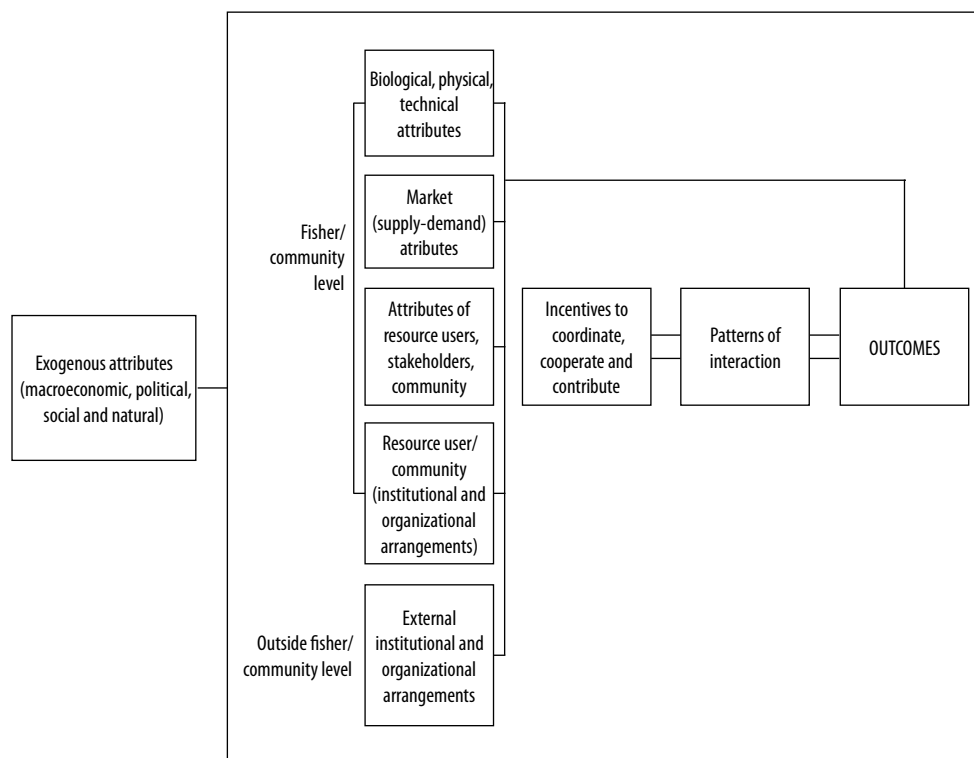 Biological, physical,
technical
attributes
Market
(supply-demand)
atributes
Fisher/
community
level
Attributes of
resource users,
stakeholders,
community
Incentives to
coordinate,
cooperate and
contribute
Patterns of
interaction
OUTCOMES
Exogenous attributes
(macroeconomic, political,
social and natural)
Resource user/
community
(institutional and
organizational
arrangements)
Outside fisher/
community level
External
institutional and
organizational
arrangements